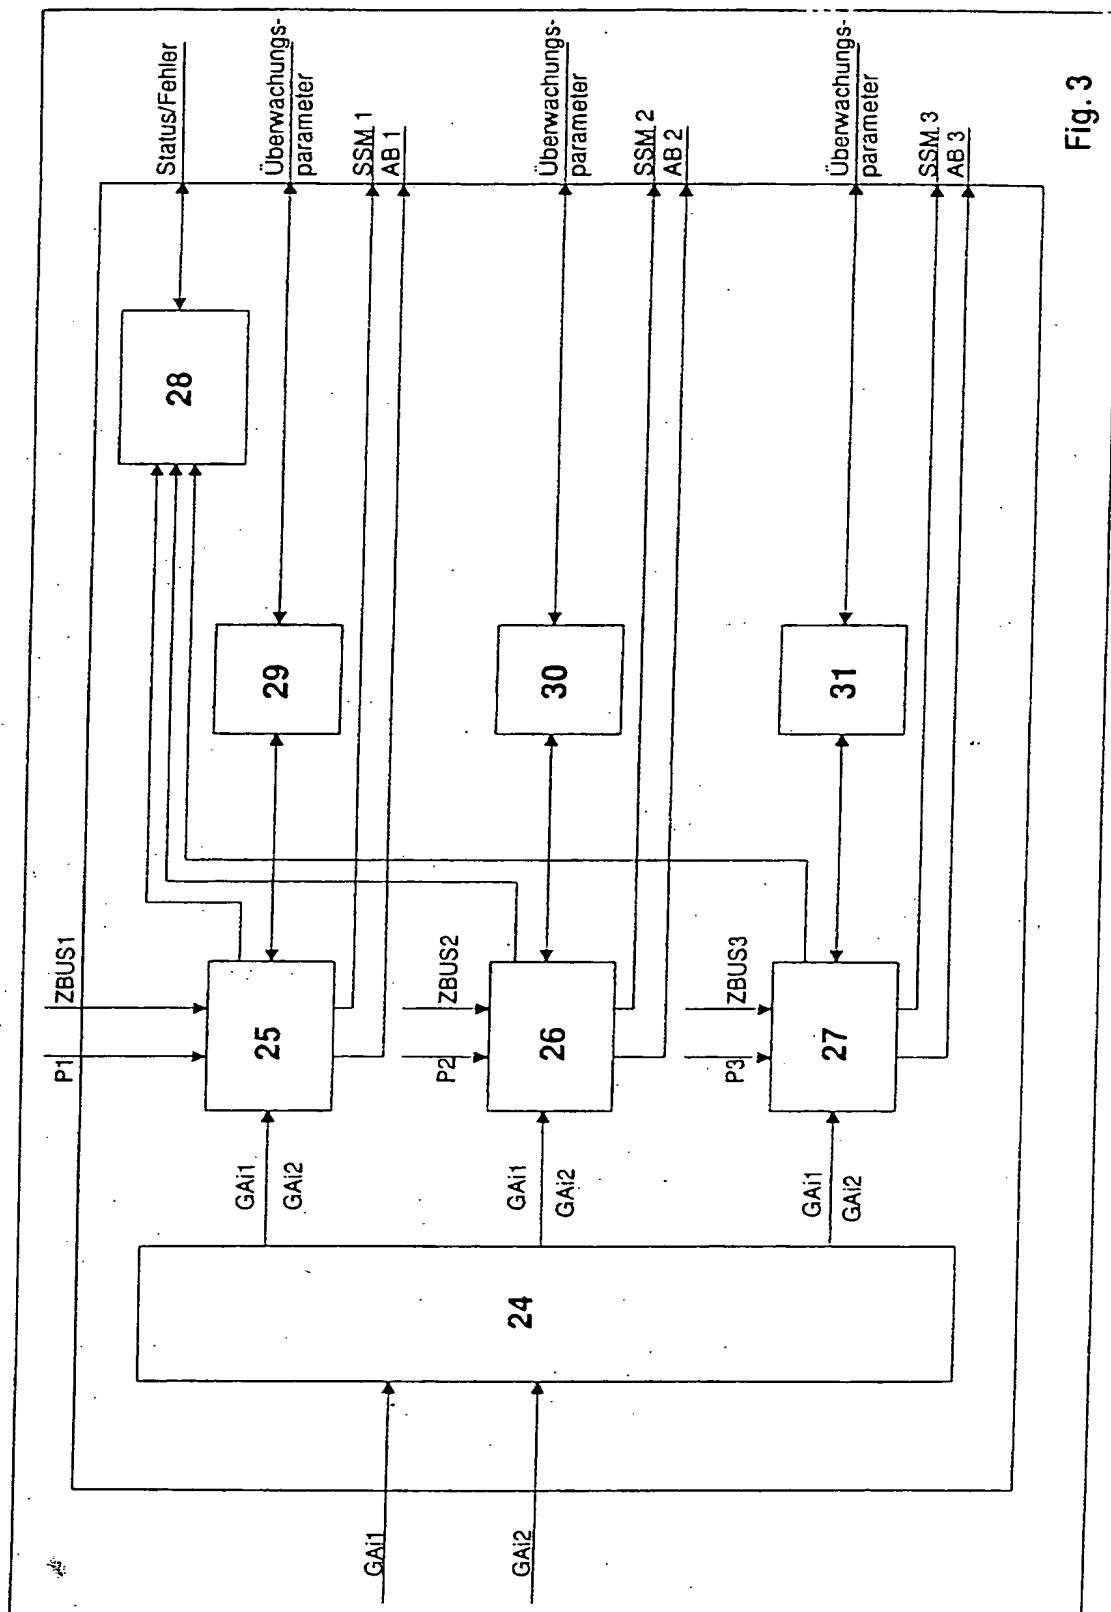 Status/Fehler
Überwachungs-
parameter
SSM 1
AB 1
Überwachungs-
parameter
SSM 2
AB 2
Überwachungs-
parameter
SSM 3
AB 3
28
29
30
31
ZBUS1
P1
25
ZBUS2
P2
26
ZBUS3
P3
27
GAi1
GAi2
GAi1
GAi2
GAi1
GAi2
24
GAi1
GAi2
Fig. 3